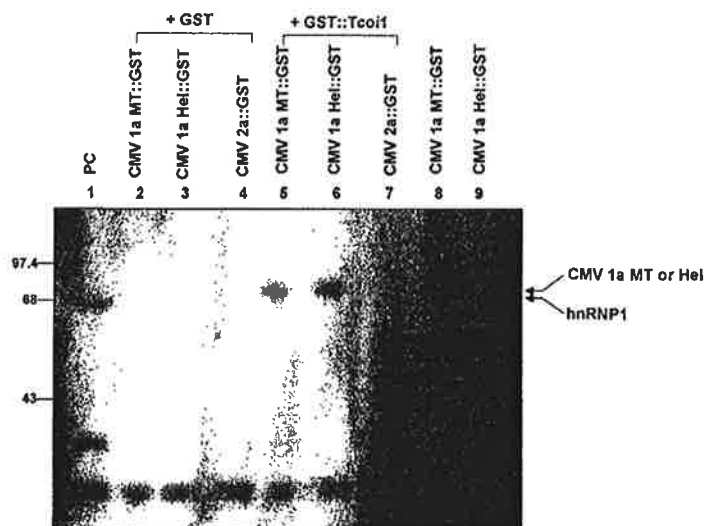 + GST
+ GST::Tcoi1
PC
CMV 1a MT::GST
CMV 1a Hel::GST
CMV 2a::GST
CMV 1a MT::GST
CMV 1a Hel::GST
CMV 2a::GST
CMV 1a MT::GST
CMV 1a Hel::GST
1 2 3 4 5 6 7 8 9
97.4
68
43
CMV 1a MT or Hel
hnRNP1